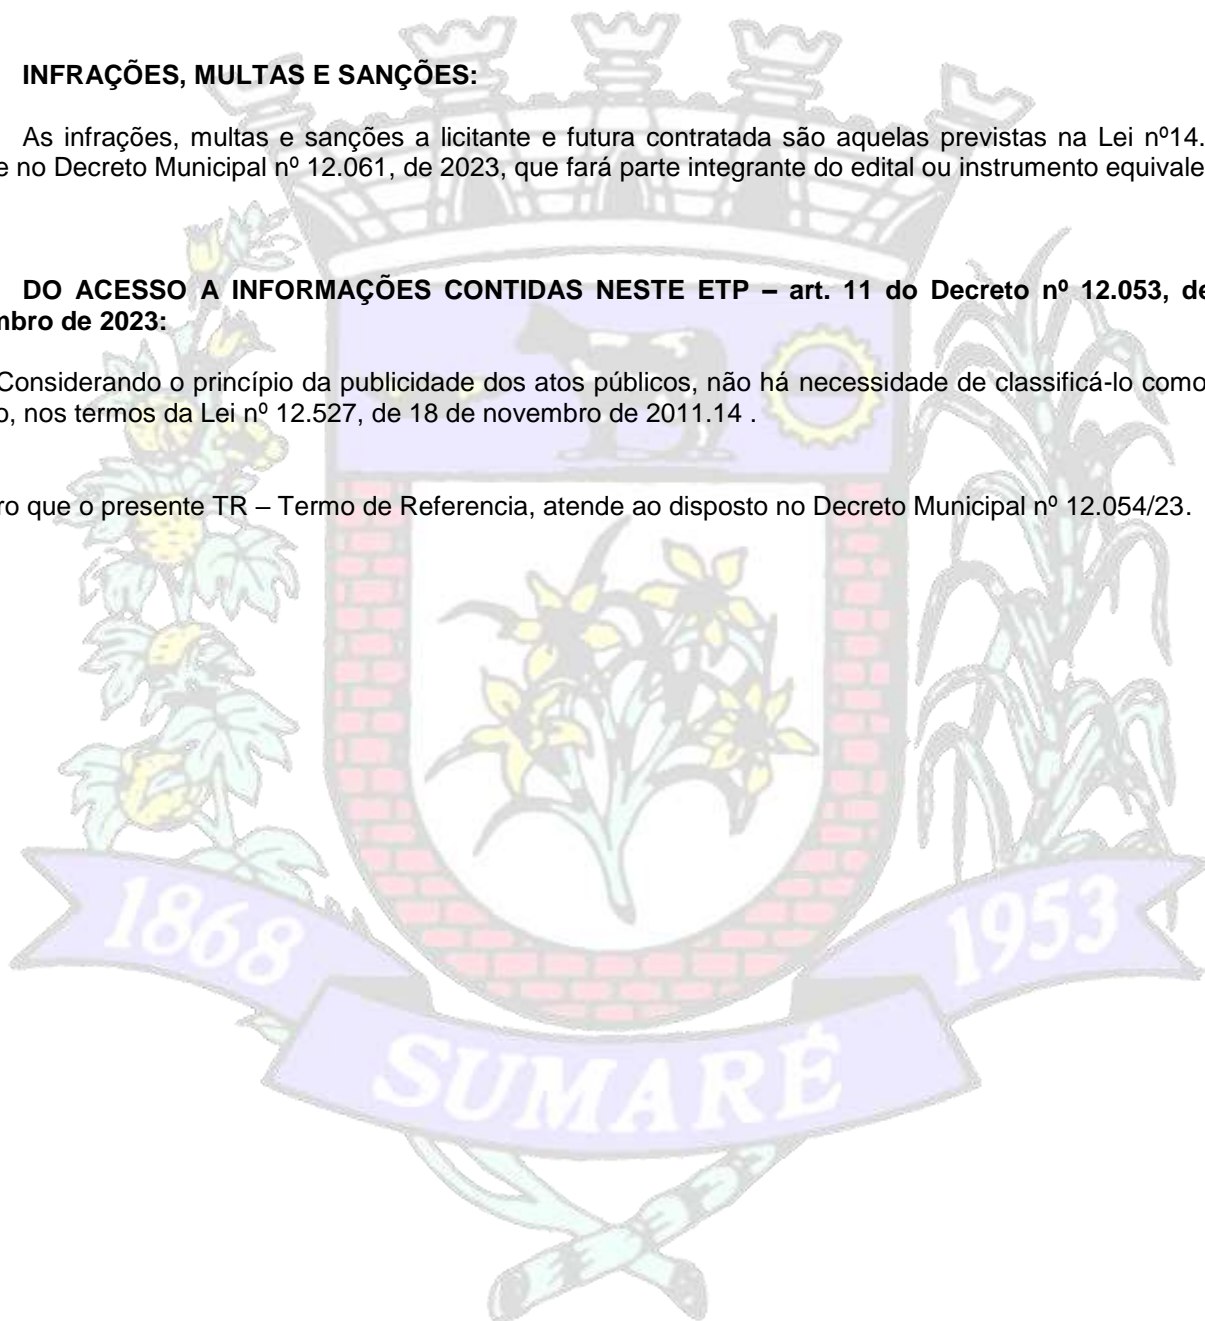 INFRAÇÕES, MULTAS E SANÇÕES:
As infrações, multas e sanções a licitante e futura contratada são aquelas previstas na Lei nº14.
e no Decreto Municipal nº 12.061, de 2023, que fará parte integrante do edital ou instrumento equivale
DO ACESSO A INFORMAÇÕES CONTIDAS NESTE ETP – art. 11 do Decreto nº 12.053, de
mbro de 2023:
Considerando o princípio da publicidade dos atos públicos, não há necessidade de classificá-lo como
o, nos termos da Lei nº 12.527, de 18 de novembro de 2011.14 .
ro que o presente TR – Termo de Referencia, atende ao disposto no Decreto Municipal nº 12.054/23.
1868
1953
SUMARÉ